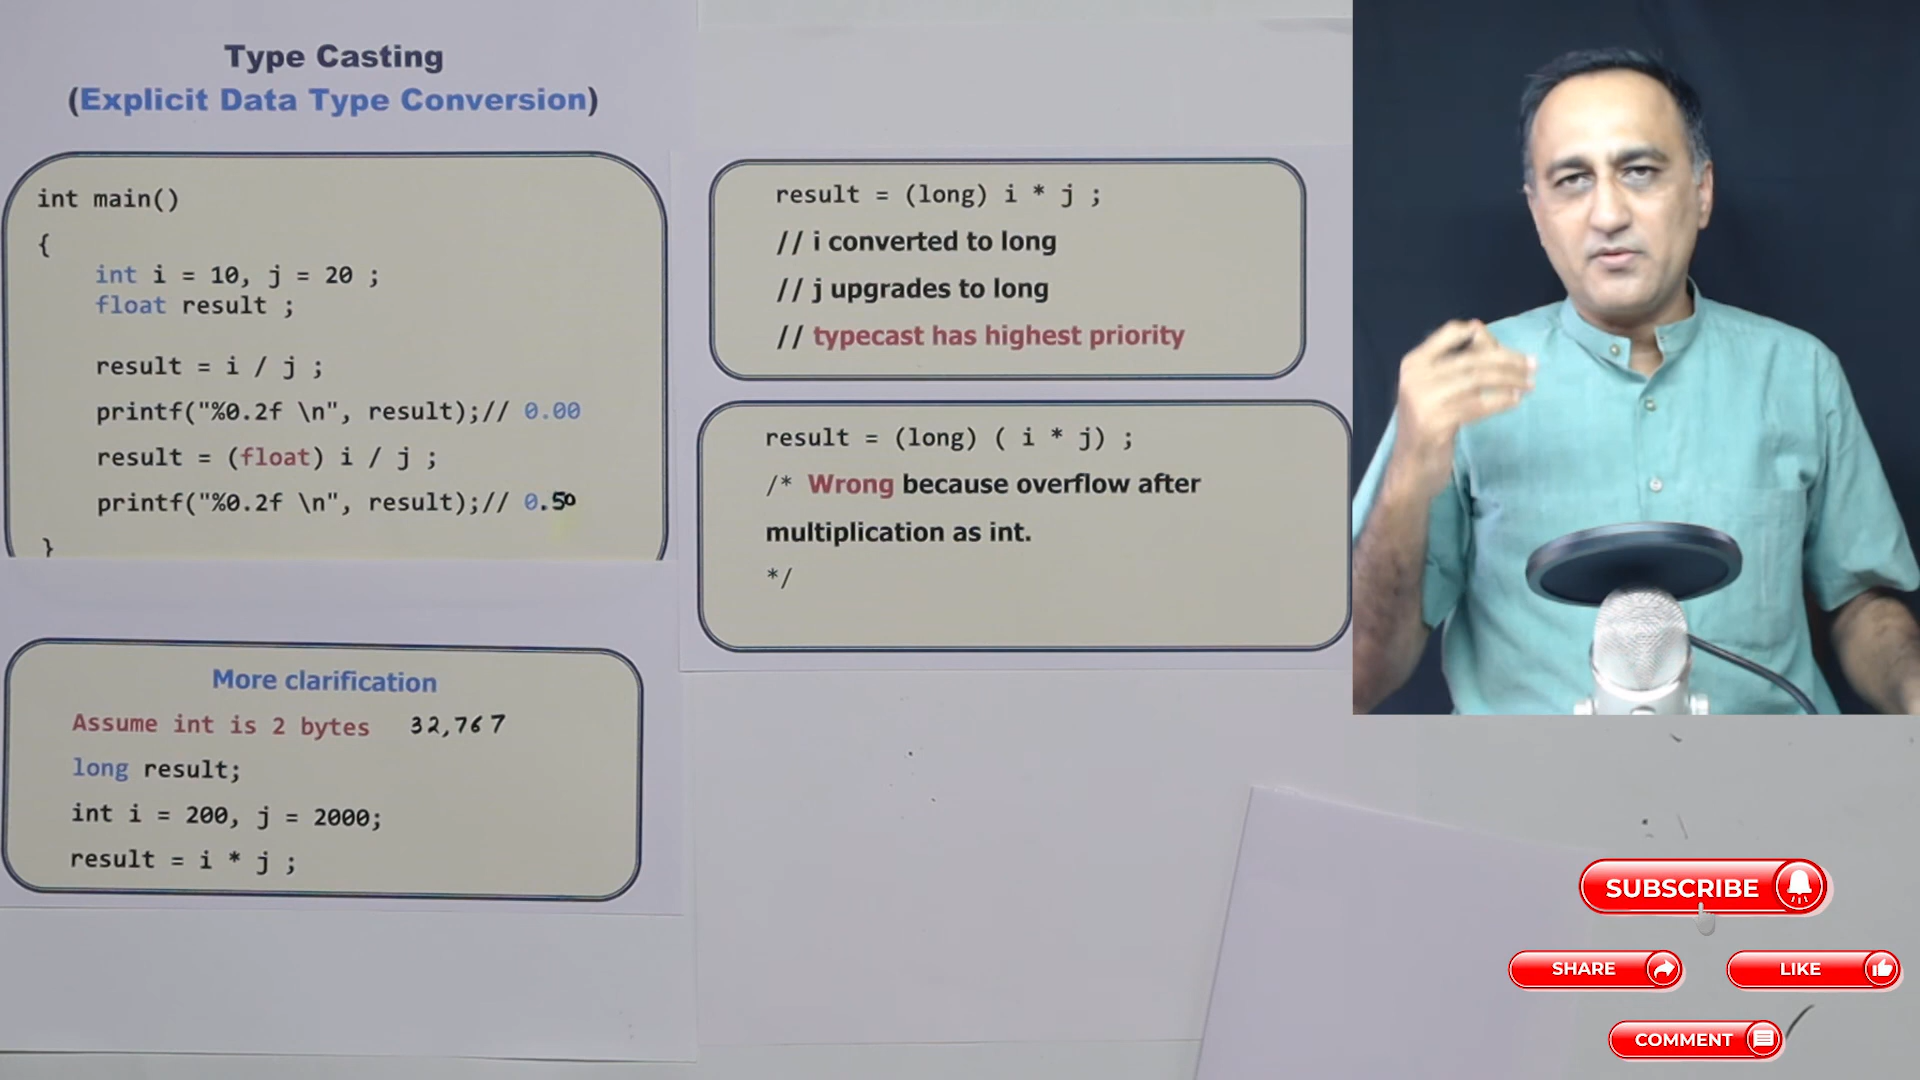 Type Casting
(Explicit Data Type Conversion)
int main()
{
int i = 10, j = 20 ;
float result ;
result = i / j ;
printf("%0.2f \n", result);// 0.00
result = (float) i / j ;
printf("%0.2f \n", result);// 0.50
}
More clarification
Assume int is 2 bytes 32,767
long result;
int i = 200, j = 2000;
result = i * j ;
result = (long) i * j ;
// i converted to long
// j upgrades to long
// typecast has highest priority
result = (long) ( i * j) ;
/* Wrong because overflow after
multiplication as int.
*/
SUBSCRIBE
SHARE
LIKE
COMMENT